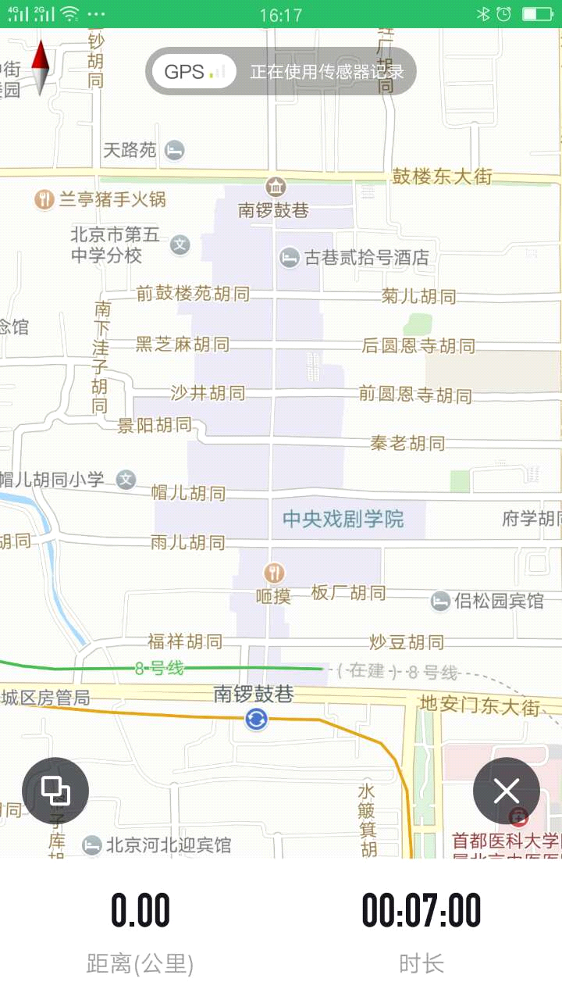 4G 2G 16:17
钞胡同
GPS 正在使用传感器记录
厂胡同
天路苑
鼓楼东大街
兰亭猪手火锅
南锣鼓巷
北京市第五
中学分校
古巷贰拾号酒店
前鼓楼苑胡同
菊儿胡同
南下洼子胡同
念馆
黑芝麻胡同
后圆恩寺胡同
沙井胡同
前圆恩寺胡同
景阳胡同
秦老胡同
帽儿胡同小学
帽儿胡同
中央戏剧学院
府学胡同
胡同
雨儿胡同
咂摸
板厂胡同
侣松园宾馆
福祥胡同
炒豆胡同
8号线
(在建)8号线
城区房管局
南锣鼓巷
地安门东大街
水簸箕胡
同
子库胡
北京河北迎宾馆
首都医科大学
0.00
00:07:00
距离(公里)
时长